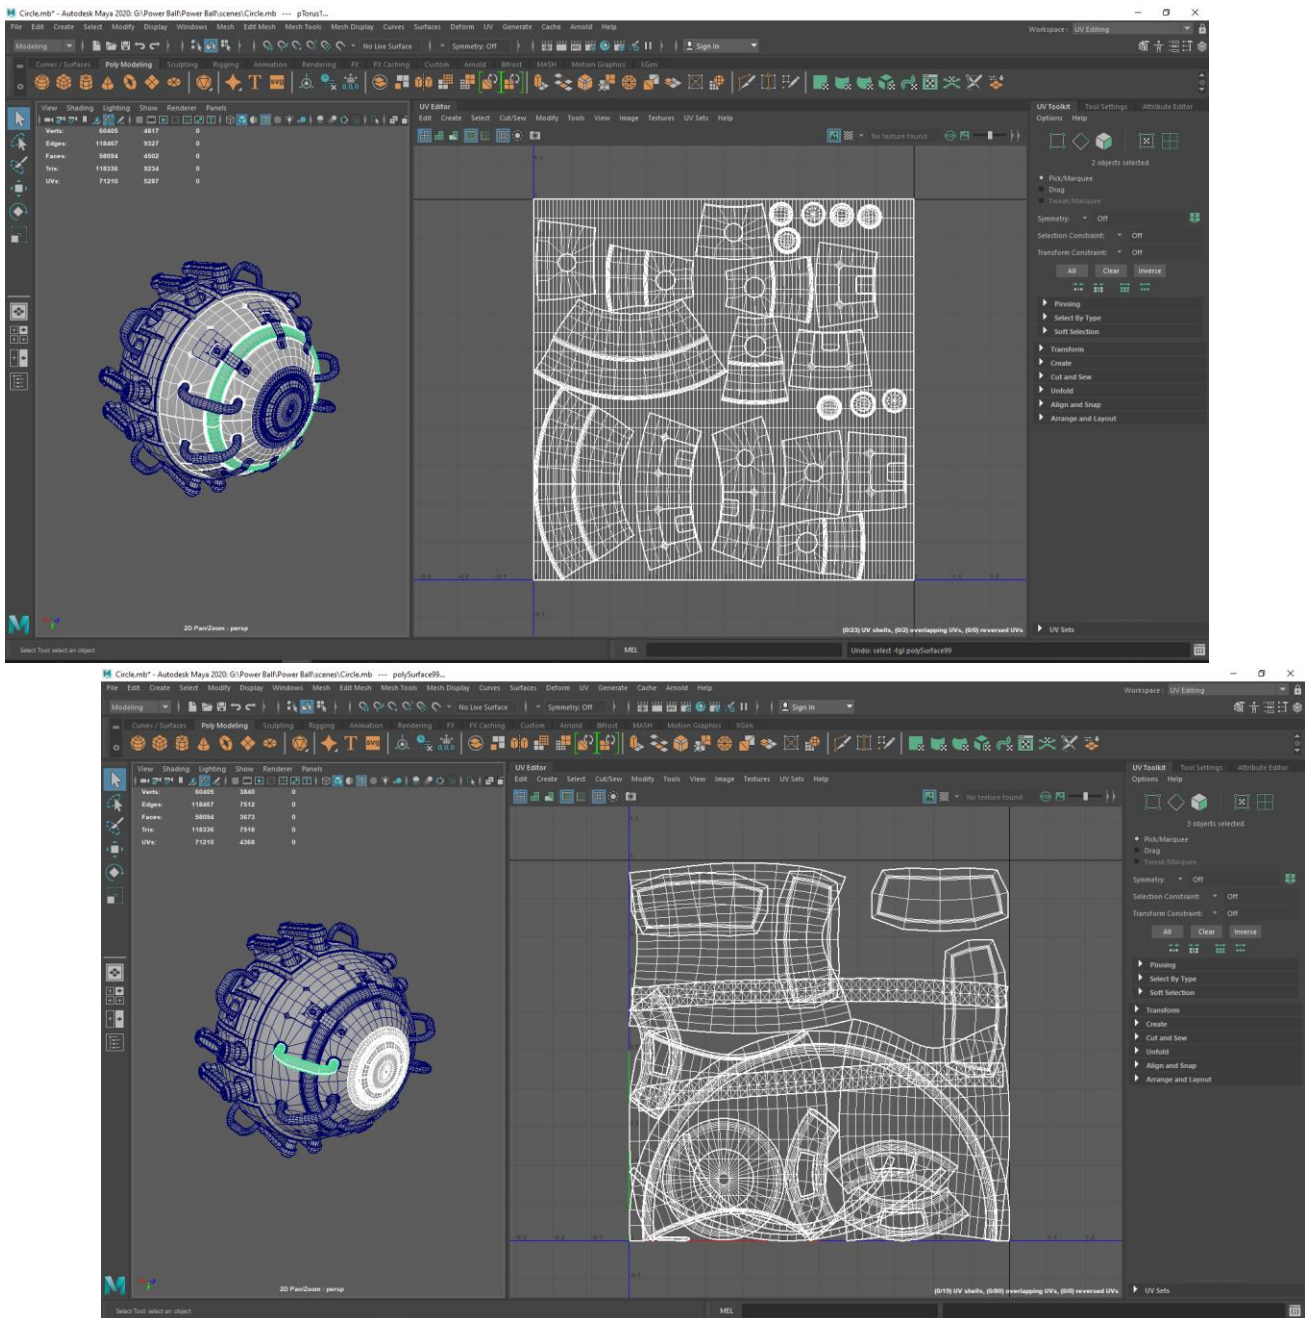 Circle.mb* - Autodesk Maya 2020: G:\Power Ball\Power Ball\scenes\Circle.mb --- pTorus1...
File Edit Create Select Modify Display Windows Mesh Edit Mesh Mesh Tools Mesh Display Curves Surfaces Deform UV Generate Cache Arnold Help
Workspace: UV Editing
Modeling No Live Surface Symmetry: Off Sign In
Curves / Surfaces Poly Modeling Sculpting Rigging Animation Rendering FX FX Caching Custom Arnold Bifrost MASH Motion Graphics XGen
View Shading Lighting Show Renderer Panels
Verts: 60405 4817 0
Edges: 118467 9327 0
Faces: 58094 4502 0
Tris: 118336 9234 0
UVs: 71210 5287 0
2D Pan/Zoom : persp
UV Editor
Edit Create Select Cut/Sew Modify Tools View Image Textures UV Sets Help
No texture found
(0/23) UV shells, (0/2) overlapping UVs, (0/0) reversed UVs
UV Toolkit Tool Settings Attribute Editor
Options Help
2 objects selected
Pick/Marquee
Drag
Tweak/Marquee
Symmetry: Off
Selection Constraint: Off
Transform Constraint: Off
All Clear Inverse
Pinning
Select By Type
Soft Selection
Transform
Create
Cut and Sew
Unfold
Align and Snap
Arrange and Layout
UV Sets
Select Tool: select an object
MEL
Undo: select -tgl polySurface99
Circle.mb* - Autodesk Maya 2020: G:\Power Ball\Power Ball\scenes\Circle.mb --- polySurface99...
File Edit Create Select Modify Display Windows Mesh Edit Mesh Mesh Tools Mesh Display Curves Surfaces Deform UV Generate Cache Arnold Help
Workspace: UV Editing
Modeling No Live Surface Symmetry: Off Sign In
Curves / Surfaces Poly Modeling Sculpting Rigging Animation Rendering FX FX Caching Custom Arnold Bifrost MASH Motion Graphics XGen
View Shading Lighting Show Renderer Panels
Verts: 60405 3840 0
Edges: 118467 7512 0
Faces: 58094 3673 0
Tris: 118336 7518 0
UVs: 71210 4368 0
2D Pan/Zoom : persp
UV Editor
Edit Create Select Cut/Sew Modify Tools View Image Textures UV Sets Help
No texture found
(0/19) UV shells, (0/80) overlapping UVs, (0/0) reversed UVs
UV Toolkit Tool Settings Attribute Editor
Options Help
3 objects selected
Pick/Marquee
Drag
Tweak/Marquee
Symmetry: Off
Selection Constraint: Off
Transform Constraint: Off
All Clear Inverse
Pinning
Select By Type
Soft Selection
Transform
Create
Cut and Sew
Unfold
Align and Snap
Arrange and Layout
UV Sets
Select Tool: select an object
MEL